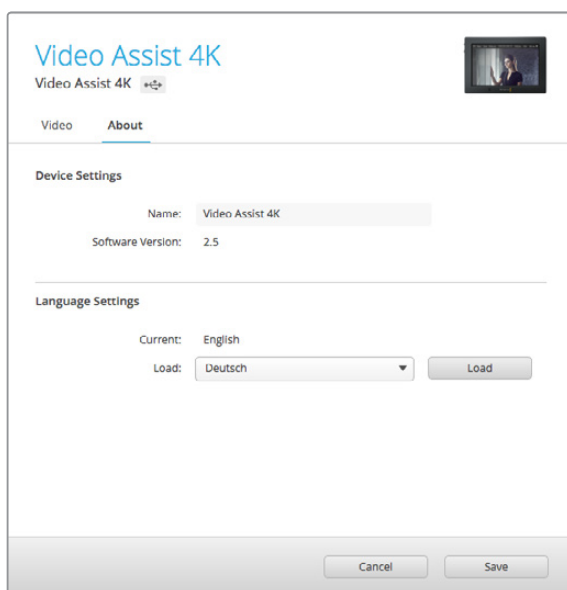 Video Assist 4K
Video Assist 4K
Video About
Device Settings
Name: Video Assist 4K
Software Version: 2.5
Language Settings
Current: English
Load: Deutsch Load
Cancel Save